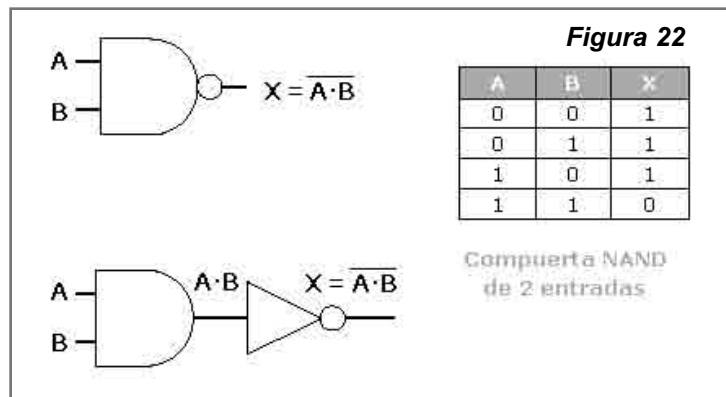 Figura 22
A
B
X = A̅·̅B̅
A B X
0 0 1
0 1 1
1 0 1
1 1 0
Compuerta NAND
de 2 entradas
A
B
A·B
X = A̅·̅B̅